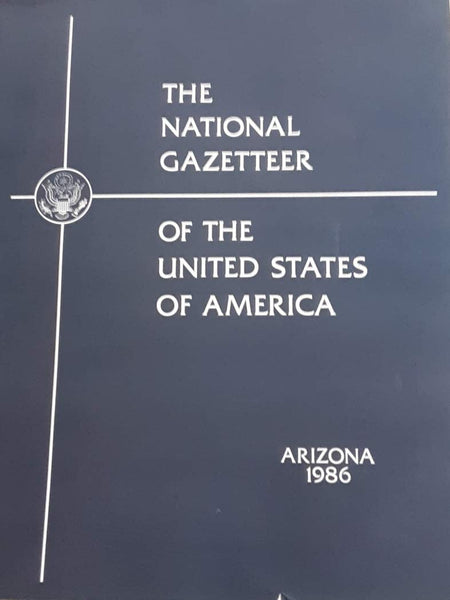 THE
NATIONAL
GAZETTEER
OF THE
UNITED STATES
OF AMERICA
ARIZONA
1986